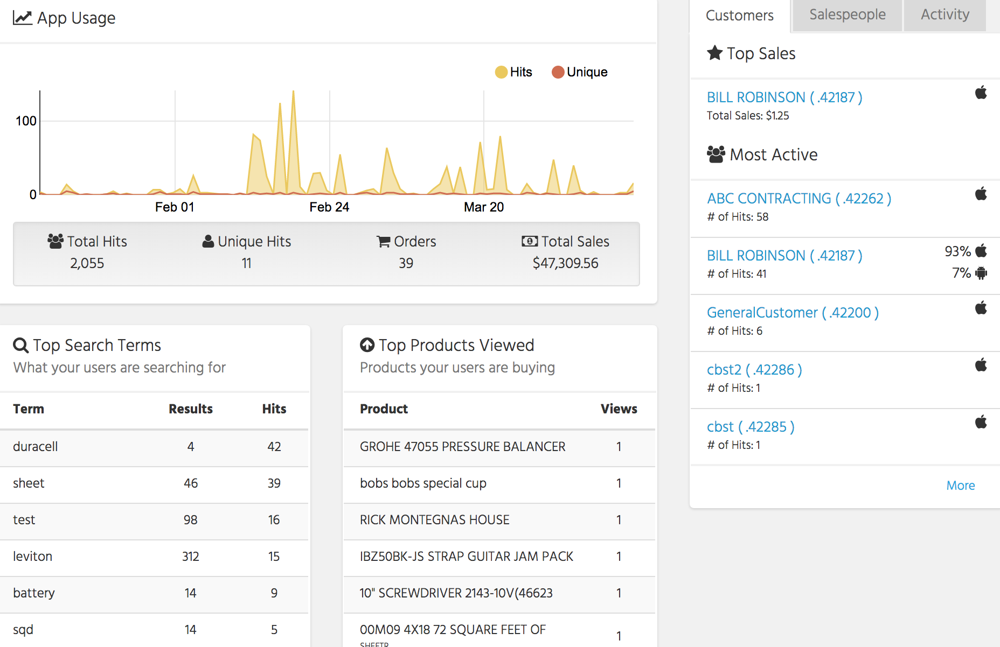 App Usage
Hits Unique
100
0
Feb 01 Feb 24 Mar 20
Total Hits Unique Hits Orders Total Sales
2,055 11 39 $47,309.56
Top Search Terms
What your users are searching for
Term Results Hits
duracell 4 42
sheet 46 39
test 98 16
leviton 312 15
battery 14 9
sqd 14 5
Top Products Viewed
Products your users are buying
Product Views
GROHE 47055 PRESSURE BALANCER 1
bobs bobs special cup 1
RICK MONTEGNAS HOUSE 1
IBZ50BK-JS STRAP GUITAR JAM PACK 1
10" SCREWDRIVER 2143-10V(46623 1
00M09 4X18 72 SQUARE FEET OF 1
SHEETR
Customers Salespeople Activity
Top Sales
BILL ROBINSON ( .42187 )
Total Sales: $1.25
Most Active
ABC CONTRACTING ( .42262 )
# of Hits: 58
BILL ROBINSON ( .42187 ) 93%
# of Hits: 41 7%
GeneralCustomer ( .42200 )
# of Hits: 6
cbst2 ( .42286 )
# of Hits: 1
cbst ( .42285 )
# of Hits: 1
More